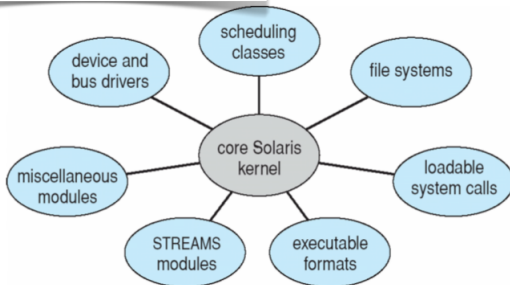 scheduling
classes
device and
bus drivers
file systems
core Solaris
kernel
miscellaneous
modules
loadable
system calls
STREAMS
modules
executable
formats